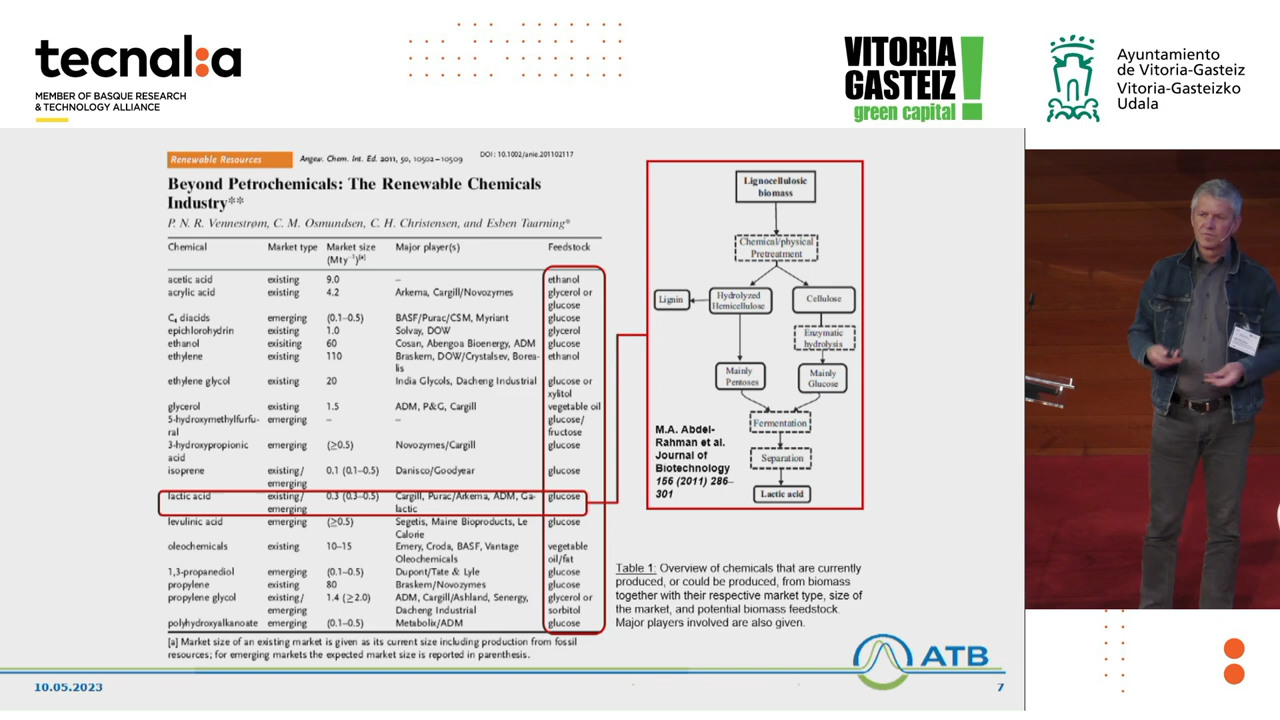 tecnal:a
MEMBER OF BASQUE RESEARCH
& TECHNOLOGY ALLIANCE
VITORIA
GASTEIZ
green capital
Ayuntamiento
de Vitoria-Gasteiz
Vitoria-Gasteizko
Udala
Renewable Resources
Angew. Chem. Int. Ed. 2011, 50, 10502–10509
DOI: 10.1002/anie.201102117
Beyond Petrochemicals: The Renewable Chemicals
Industry**
P. N. R. Vennestrøm, C. M. Osmundsen, C. H. Christensen, and Esben Taarning*
Chemical Market type Market size Major player(s) Feedstock
(Mty⁻¹)[a]
acetic acid existing 9.0 – ethanol
acrylic acid existing 4.2 Arkema, Cargill/Novozymes glycerol or
glucose
C₄ diacids emerging (0.1–0.5) BASF/Purac/CSM, Myriant glucose
epichlorohydrin existing 1.0 Solvay, DOW glycerol
ethanol exisiting 60 Cosan, Abengoa Bioenergy, ADM glucose
ethylene existing 110 Braskem, DOW/Crystalsev, Borea- ethanol
lis
ethylene glycol existing 20 India Glycols, Dacheng Industrial glucose or
xylitol
glycerol existing 1.5 ADM, P&G, Cargill vegetable oil
5-hydroxymethylfurfu- emerging – – glucose/
ral fructose
3-hydroxypropionic emerging (≥0.5) Novozymes/Cargill glucose
acid
isoprene existing/ 0.1 (0.1–0.5) Danisco/Goodyear glucose
emerging
lactic acid existing/ 0.3 (0.3–0.5) Cargill, Purac/Arkema, ADM, Ga- glucose
emerging lactic
levulinic acid emerging (≥0.5) Segetis, Maine Bioproducts, Le glucose
Calorie
oleochemicals existing 10–15 Emery, Croda, BASF, Vantage vegetable
Oleochemicals oil/fat
1,3-propanediol emerging (0.1–0.5) Dupont/Tate & Lyle glucose
propylene existing 80 Braskem/Novozymes glucose
propylene glycol existing/ 1.4 (≥2.0) ADM, Cargill/Ashland, Senergy, glycerol or
emerging Dacheng Industrial sorbitol
polyhydroxyalkanoate emerging (0.1–0.5) Metabolix/ADM glucose
[a] Market size of an existing market is given as its current size including production from fossil
resources; for emerging markets the expected market size is reported in parenthesis.
Lignocellulosic
biomass
Chemical/physical
Pretreatment
Lignin
Hydrolyzed
Hemicellulose
Cellulose
Enzymatic
hydrolysis
Mainly
Pentoses
Mainly
Glucose
Fermentation
Separation
Lactic acid
M.A. Abdel-
Rahman et al.
Journal of
Biotechnology
156 (2011) 286–
301
Table 1: Overview of chemicals that are currently
produced, or could be produced, from biomass
together with their respective market type, size of
the market, and potential biomass feedstock.
Major players involved are also given.
ATB
10.05.2023
7